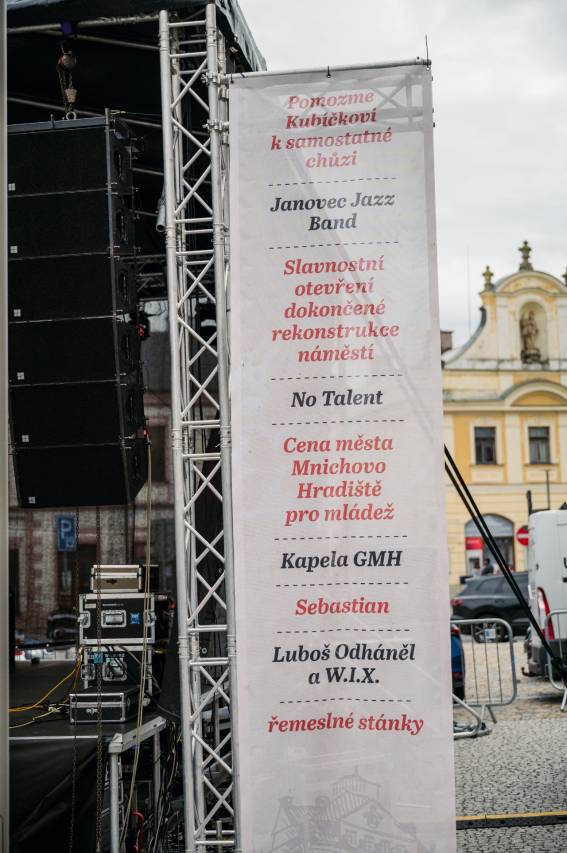 Pomozme
Kubíčkovi
k samostatné
chůzi
Janovec Jazz
Band
Slavnostní
otevření
dokončené
rekonstrukce
náměstí
No Talent
Cena města
Mnichovo
Hradiště
pro mládež
Kapela GMH
Sebastian
Luboš Odháněl
a W.I.X.
řemeslné stánky
P